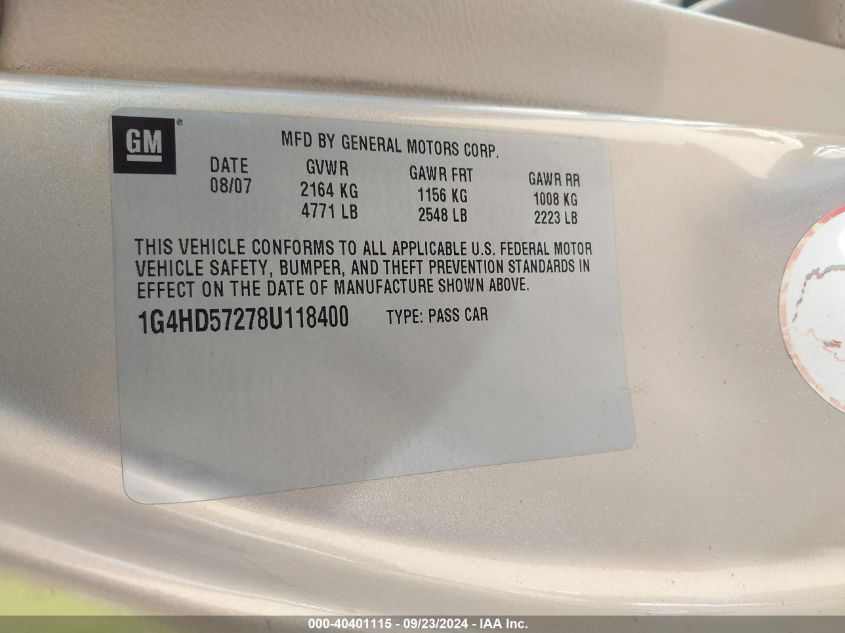 GM®
MFD BY GENERAL MOTORS CORP.
DATE GVWR GAWR FRT GAWR RR
08/07 2164 KG 1156 KG 1008 KG
4771 LB 2548 LB 2223 LB
THIS VEHICLE CONFORMS TO ALL APPLICABLE U.S. FEDERAL MOTOR
VEHICLE SAFETY, BUMPER, AND THEFT PREVENTION STANDARDS IN
EFFECT ON THE DATE OF MANUFACTURE SHOWN ABOVE.
1G4HD57278U118400 TYPE: PASS CAR
000-40401115 - 09/23/2024 - IAA Inc.